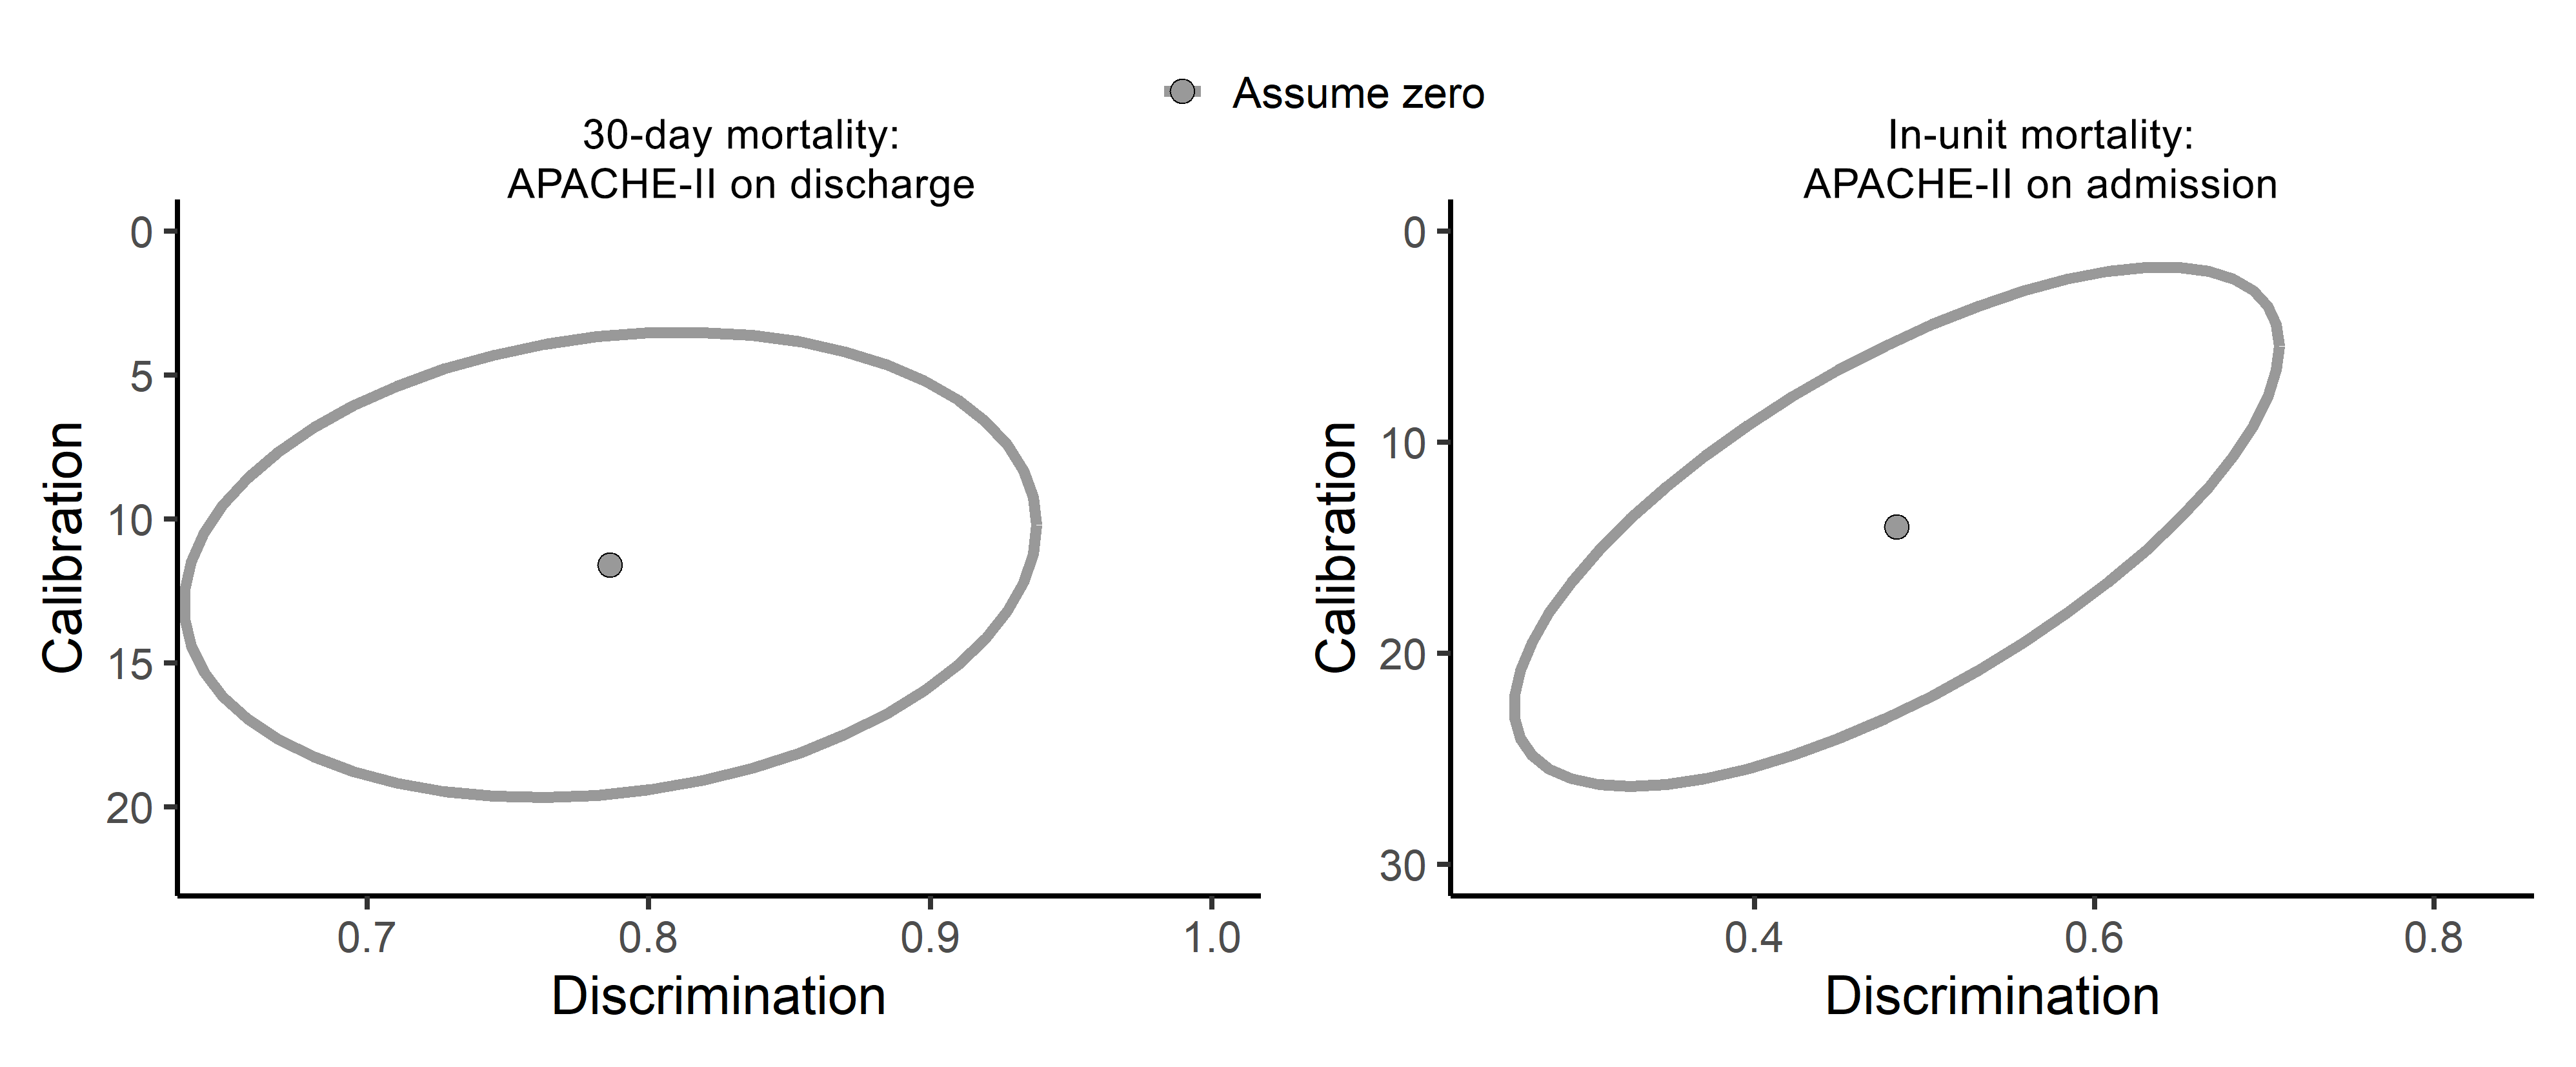 Assume zero
30-day mortality:
APACHE-II on discharge
0
5
10
15
20
Calibration
0.7 0.8 0.9 1.0
Discrimination
In-unit mortality:
APACHE-II on admission
0
10
20
30
Calibration
0.4 0.6 0.8
Discrimination